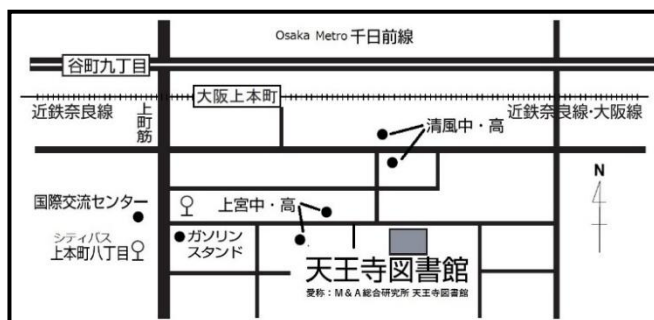 Osaka Metro 千日前線
谷町九丁目
大阪上本町
近鉄奈良線
近鉄奈良線・大阪線
上町筋
清風中・高
N
国際交流センター
上宮中・高
シティバス
上本町八丁目
ガソリン
スタンド
天王寺図書館
愛称：M＆A総合研究所 天王寺図書館